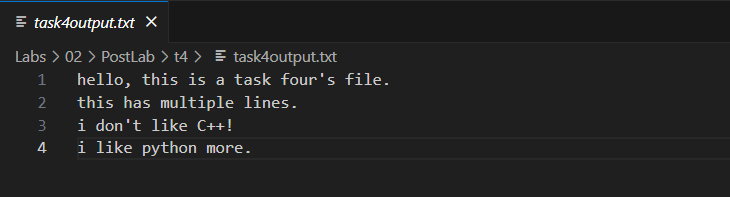 task4output.txt
Labs > 02 > PostLab > t4 > task4output.txt
1 hello, this is a task four's file.
2 this has multiple lines.
3 i don't like C++!
4 i like python more.